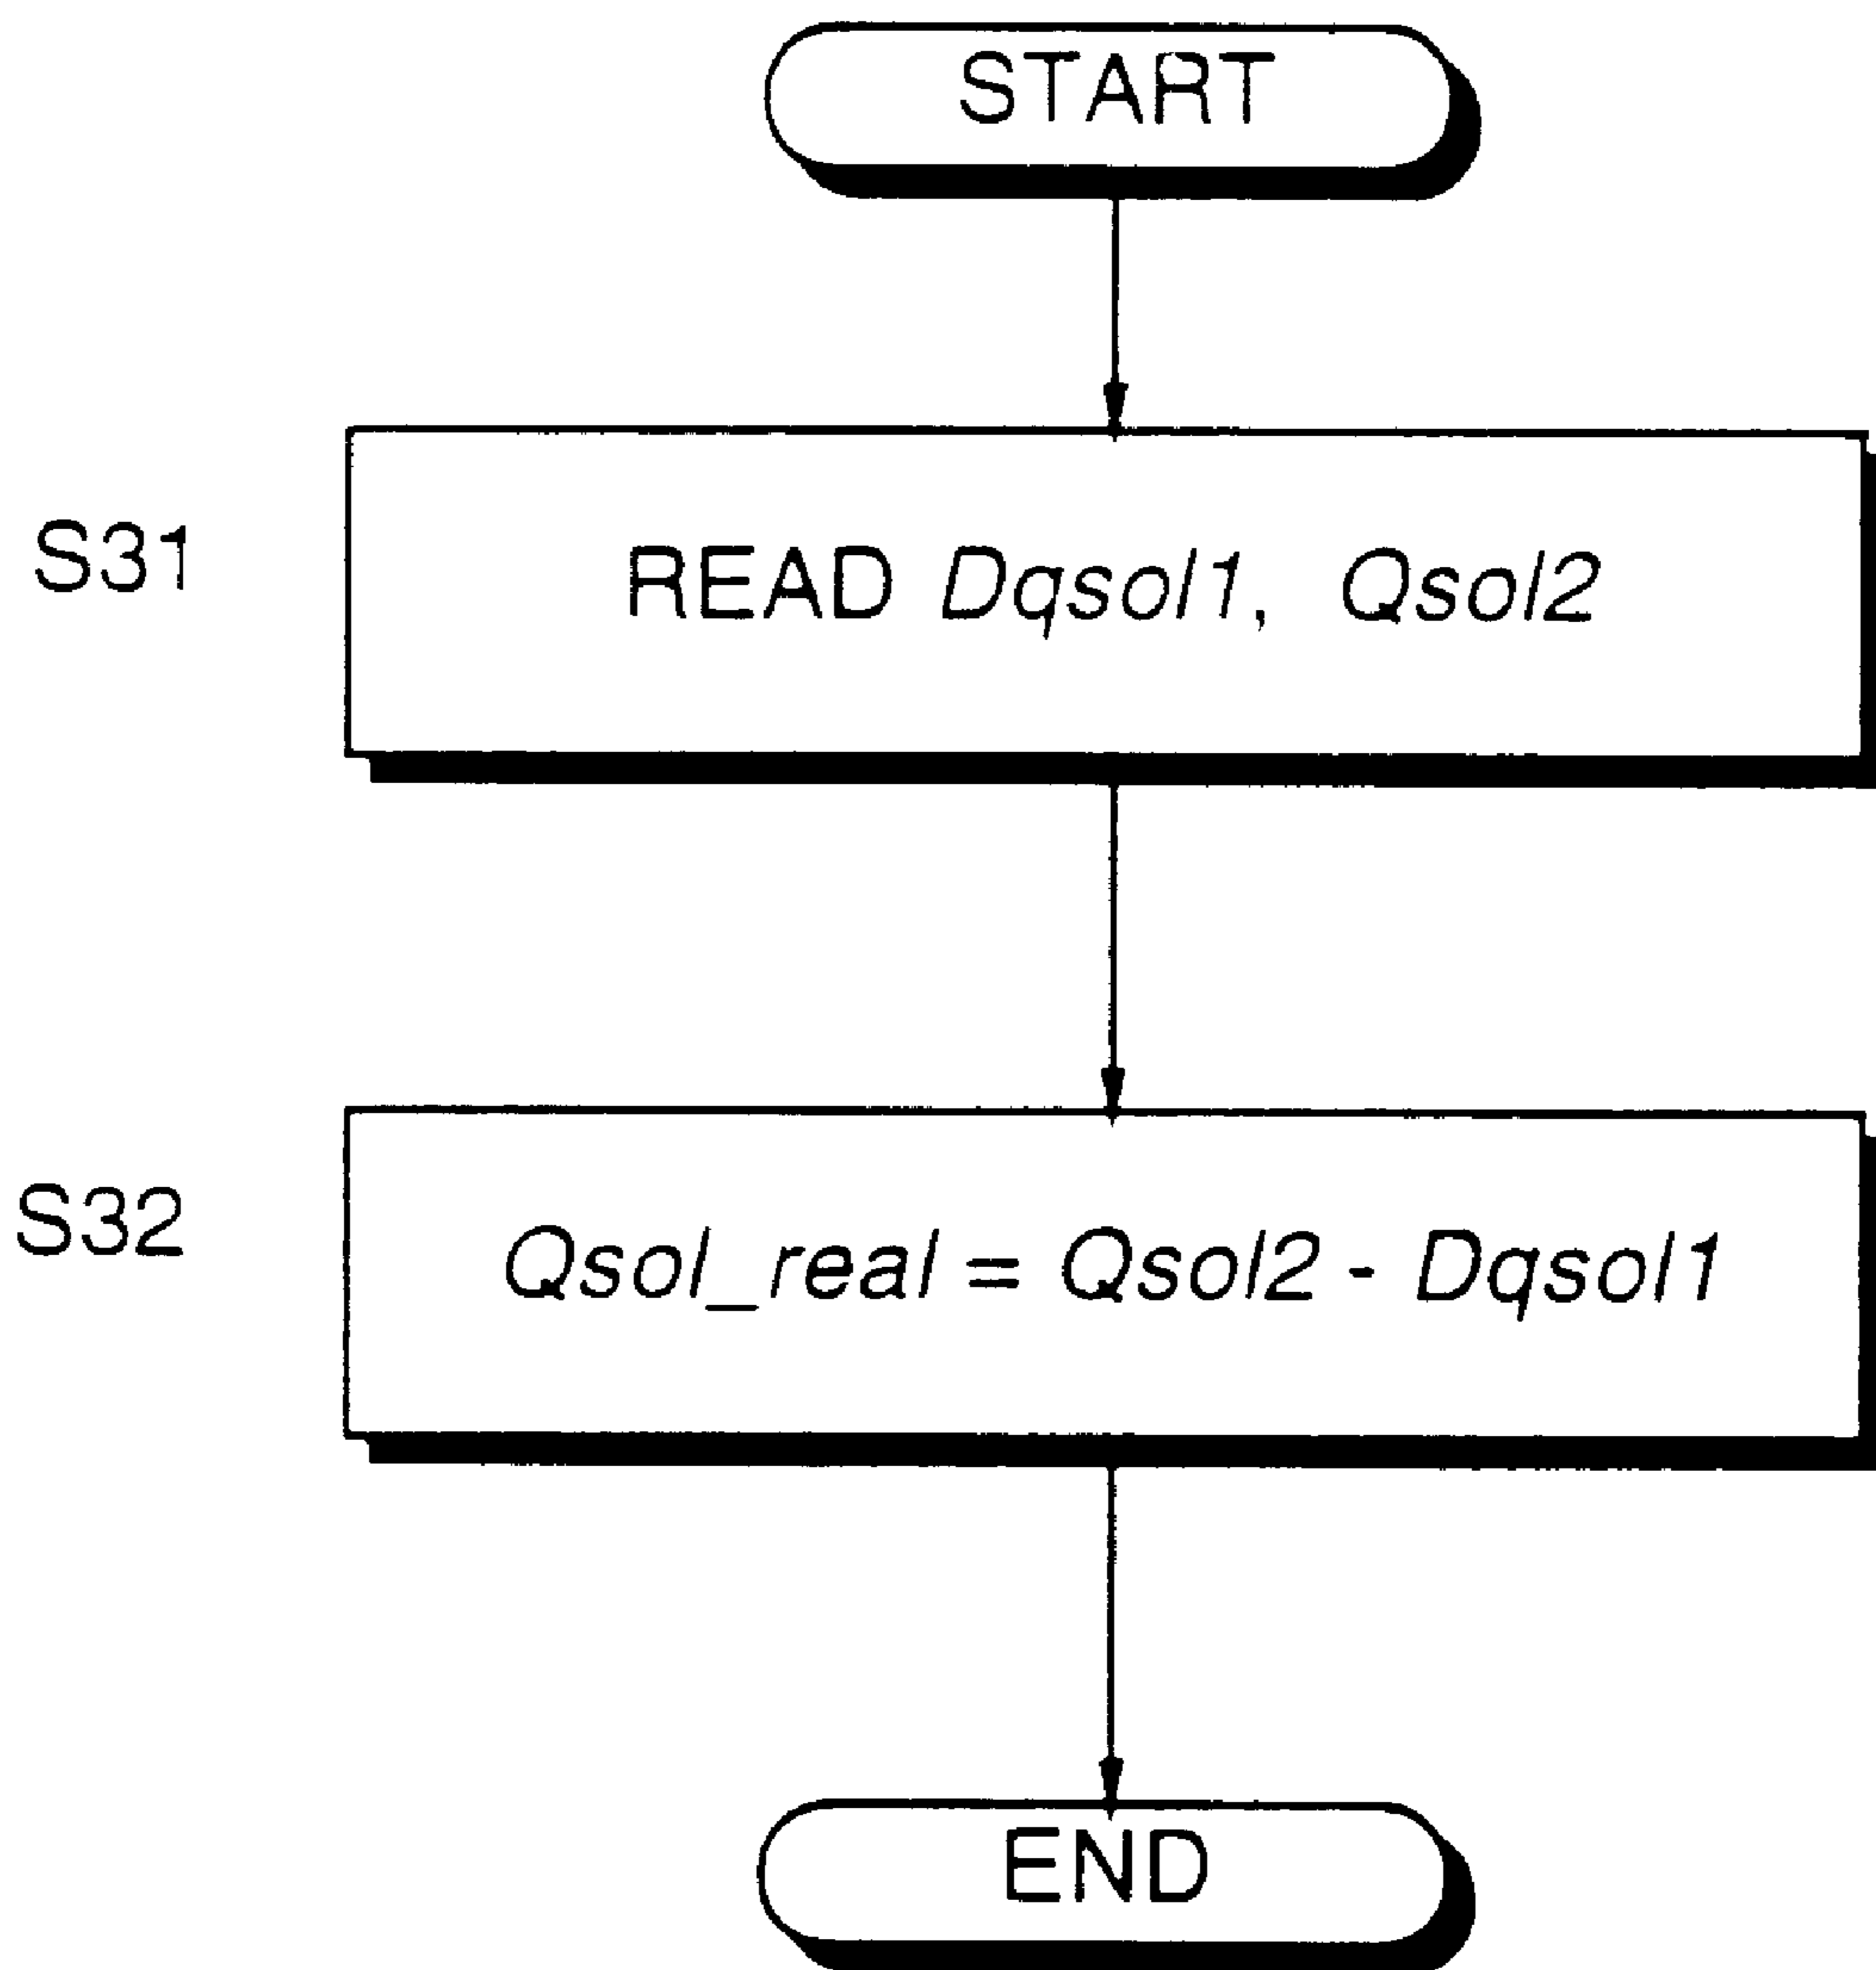 START
S31
READ Dqsol1, Qsol2
S32
Qsol_real = Qsol2 - Dqsol1
END